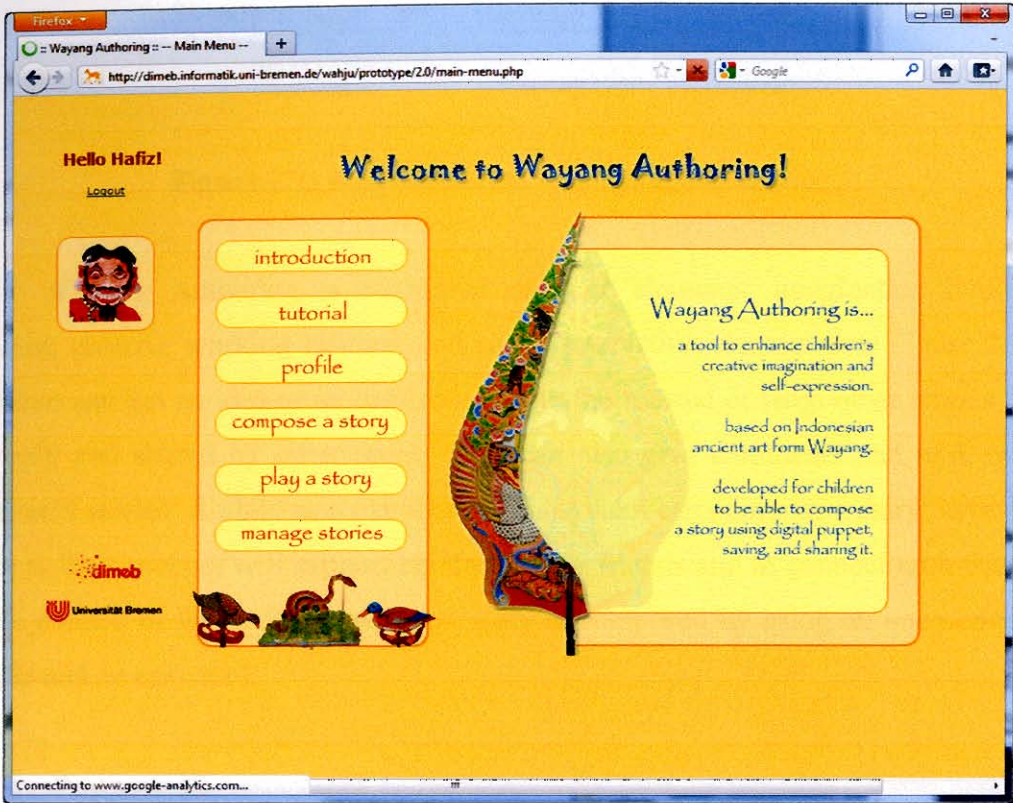 Firefox
:: Wayang Authoring :: -- Main Menu --
http://dimeb.informatik.uni-bremen.de/wahju/prototype/2.0/main-menu.php
Google
Hello Hafiz!
Logout
Welcome to Wayang Authoring!
introduction
tutorial
profile
compose a story
play a story
manage stories
Wayang Authoring is...
a tool to enhance children's
creative imagination and
self-expression.
based on Indonesian
ancient art form Wayang.
developed for children
to be able to compose
a story using digital puppet,
saving, and sharing it.
dimeb
Universität Bremen
Connecting to www.google-analytics.com...